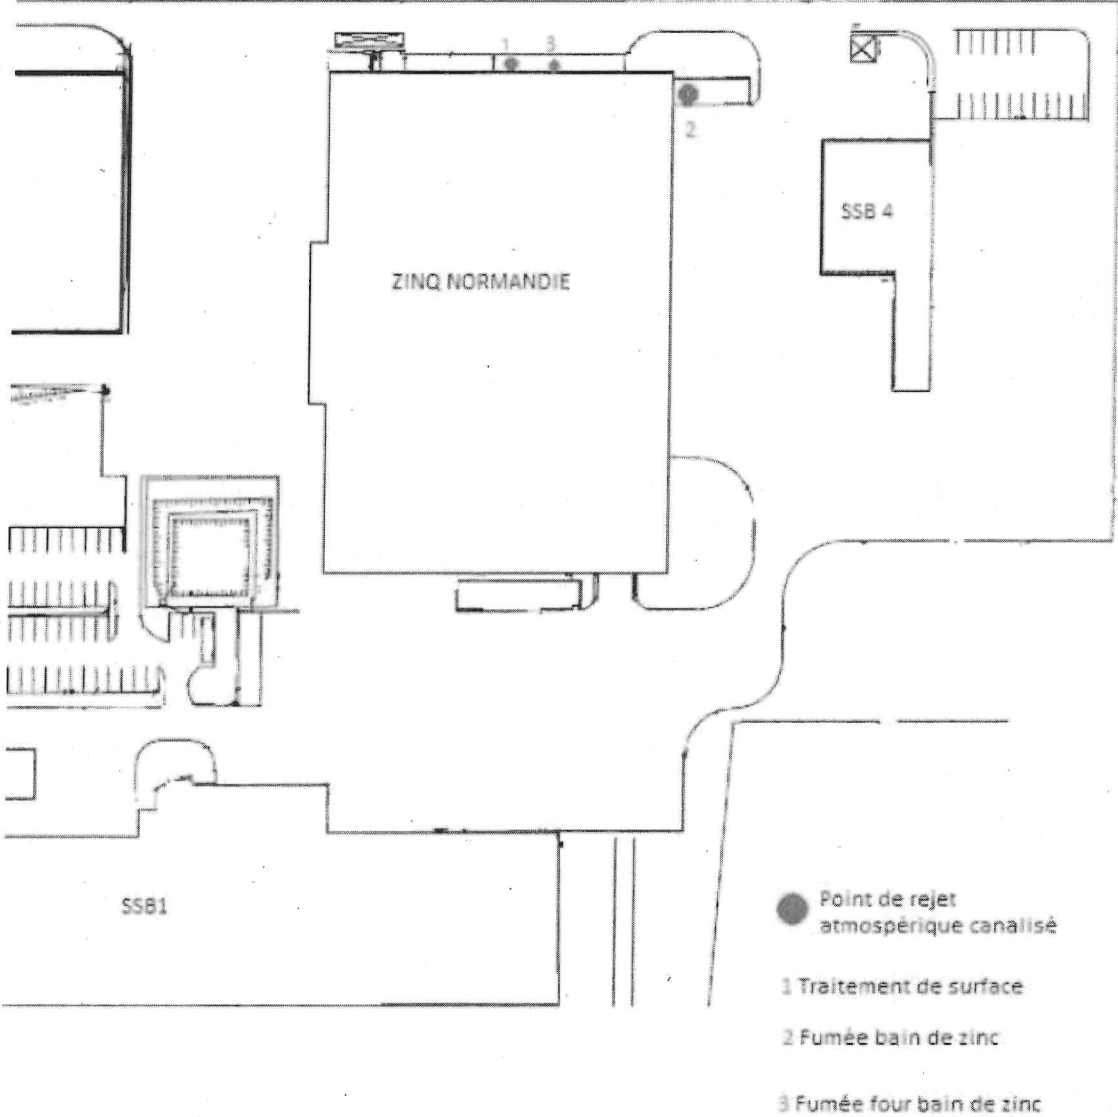 1 3
2
SSB 4
ZINQ NORMANDIE
SSB1
Point de rejet
atmospérique canalisé
1 Traitement de surface
2 Fumée bain de zinc
3 Fumée four bain de zinc